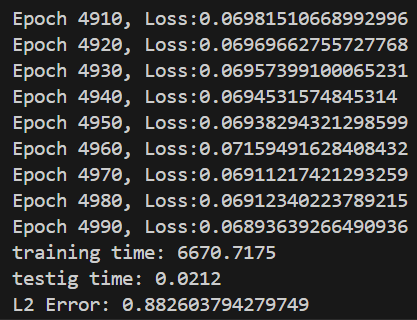 Epoch 4910, Loss:0.06981510668992996
Epoch 4920, Loss:0.06969662755727768
Epoch 4930, Loss:0.06957399100065231
Epoch 4940, Loss:0.0694531574845314
Epoch 4950, Loss:0.06938294321298599
Epoch 4960, Loss:0.07159491628408432
Epoch 4970, Loss:0.06911217421293259
Epoch 4980, Loss:0.06912340223789215
Epoch 4990, Loss:0.06893639266490936
training time: 6670.7175
testig time: 0.0212
L2 Error: 0.882603794279749